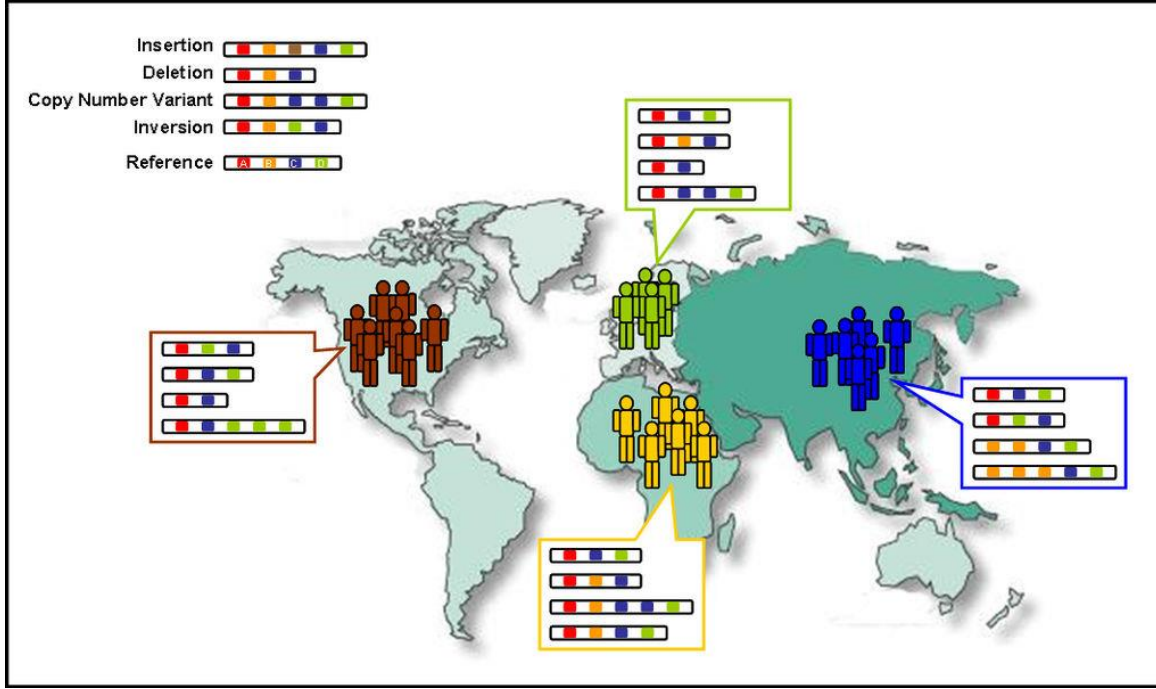 Insertion
Deletion
Copy Number Variant
Inversion
Reference A B C D